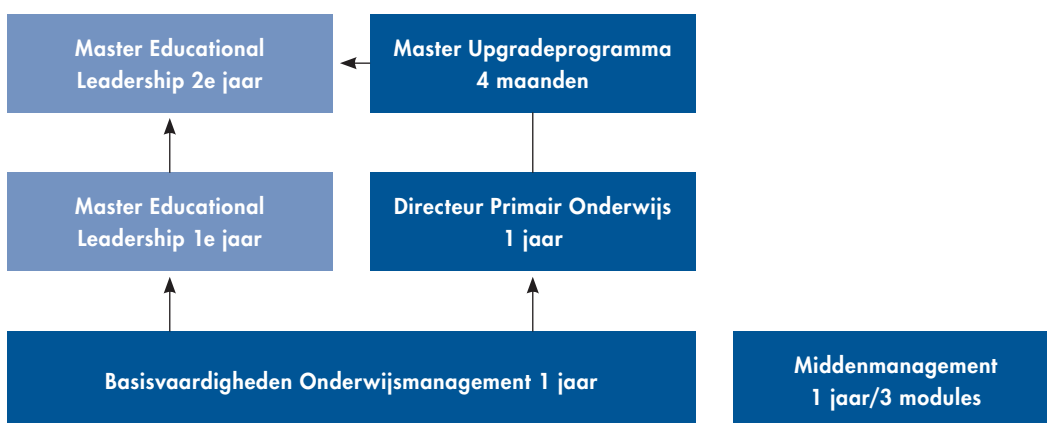 Master Educational
Leadership 2e jaar
Master Upgradeprogramma
4 maanden
Master Educational
Leadership 1e jaar
Directeur Primair Onderwijs
1 jaar
Basisvaardigheden Onderwijsmanagement 1 jaar
Middenmanagement
1 jaar/3 modules